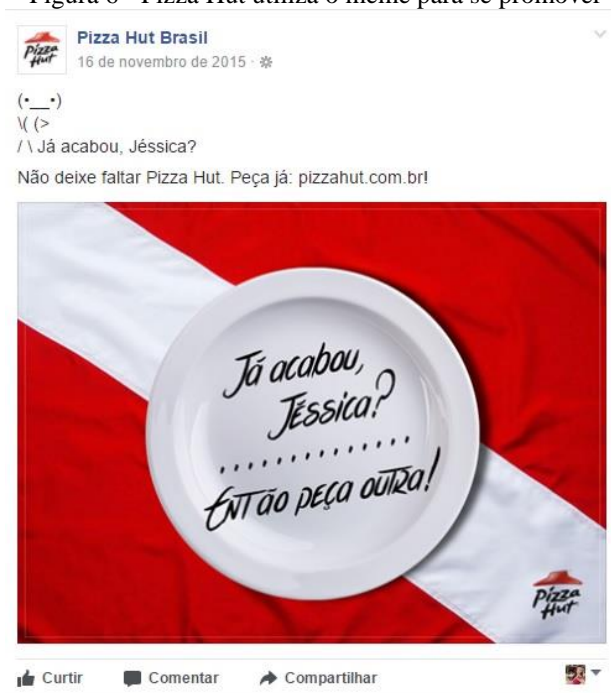 Figura 6 - Pizza Hut utiliza o meme para se promover
Pizza Hut Brasil
16 de novembro de 2015 ·
(•__•)
\( (>
/ \ Já acabou, Jéssica?
Não deixe faltar Pizza Hut. Peça já: pizzahut.com.br!
Já acabou,
Jéssica?
..............
Então peça outra!
Pizza
Hut
Curtir Comentar Compartilhar